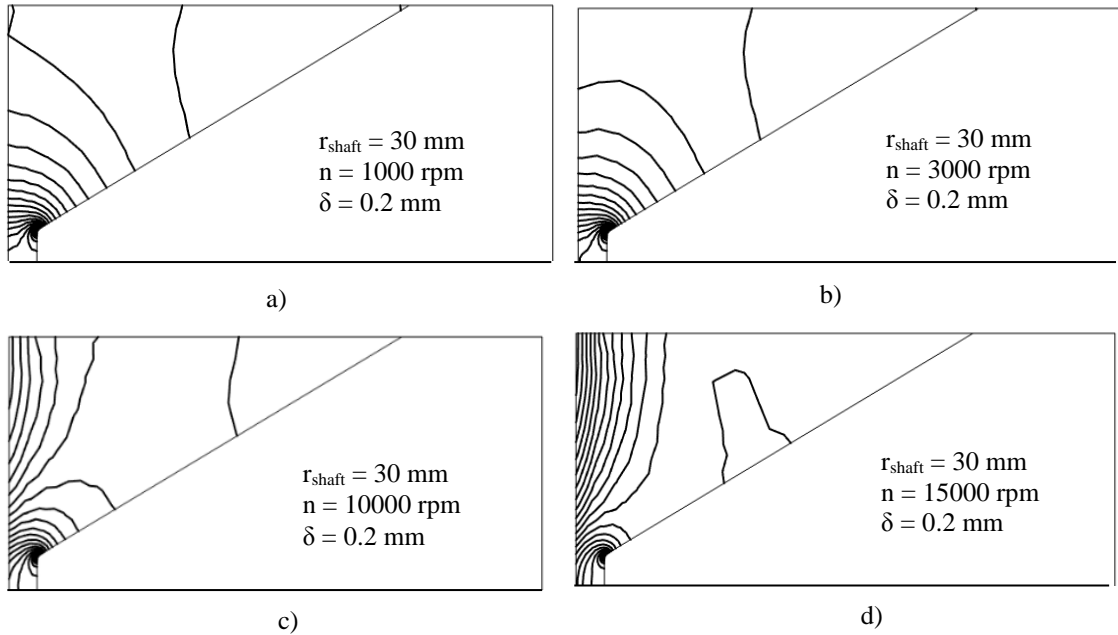 r_shaft = 30 mm
n = 1000 rpm
δ = 0.2 mm
a)
r_shaft = 30 mm
n = 3000 rpm
δ = 0.2 mm
b)
r_shaft = 30 mm
n = 10000 rpm
δ = 0.2 mm
c)
r_shaft = 30 mm
n = 15000 rpm
δ = 0.2 mm
d)